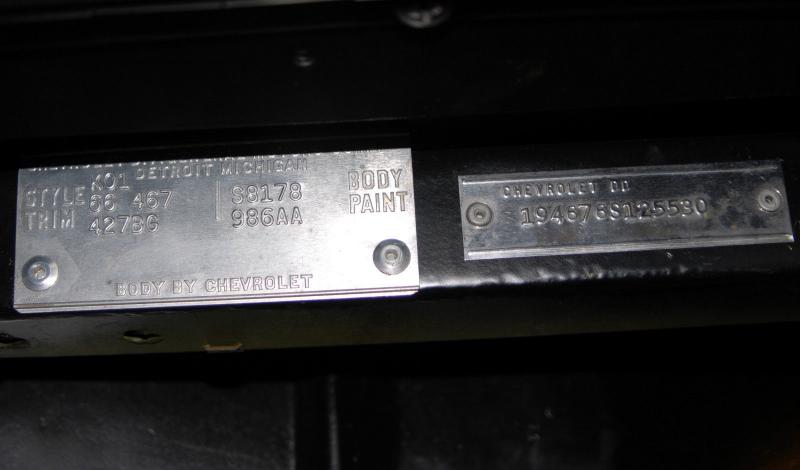 DETROIT MICHIGAN
K01
STYLE 66 467 S8178 BODY
TRIM 427BG 986AA PAINT
BODY BY CHEVROLET
CHEVROLET DD
194676S125530